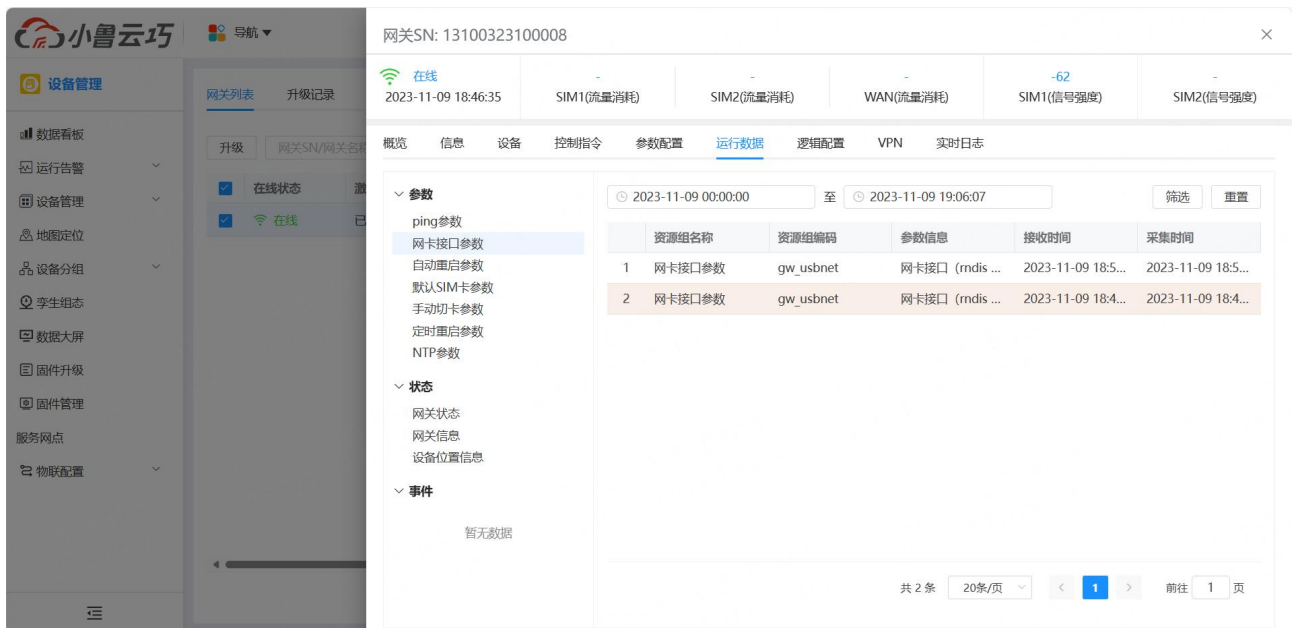 小鲁云巧
导航
设备管理
数据看板
运行告警
设备管理
地图定位
设备分组
孪生组态
数据大屏
固件升级
固件管理
服务网点
物联配置
网关列表 升级记录
升级 网关SN/网关名称
在线状态 激
在线 已
网关SN: 13100323100008
在线 - - - -62 -
2023-11-09 18:46:35 SIM1(流量消耗) SIM2(流量消耗) WAN(流量消耗) SIM1(信号强度) SIM2(信号强度)
概览 信息 设备 控制指令 参数配置 运行数据 逻辑配置 VPN 实时日志
参数
ping参数
网卡接口参数
自动重启参数
默认SIM卡参数
手动切卡参数
定时重启参数
NTP参数
状态
网关状态
网关信息
设备位置信息
事件
暂无数据
2023-11-09 00:00:00 至 2023-11-09 19:06:07 筛选 重置
资源组名称 资源组编码 参数信息 接收时间 采集时间
1 网卡接口参数 gw_usbnet 网卡接口（rndis ... 2023-11-09 18:5... 2023-11-09 18:5...
2 网卡接口参数 gw_usbnet 网卡接口（rndis ... 2023-11-09 18:4... 2023-11-09 18:4...
共 2 条 20条/页 < 1 > 前往 1 页